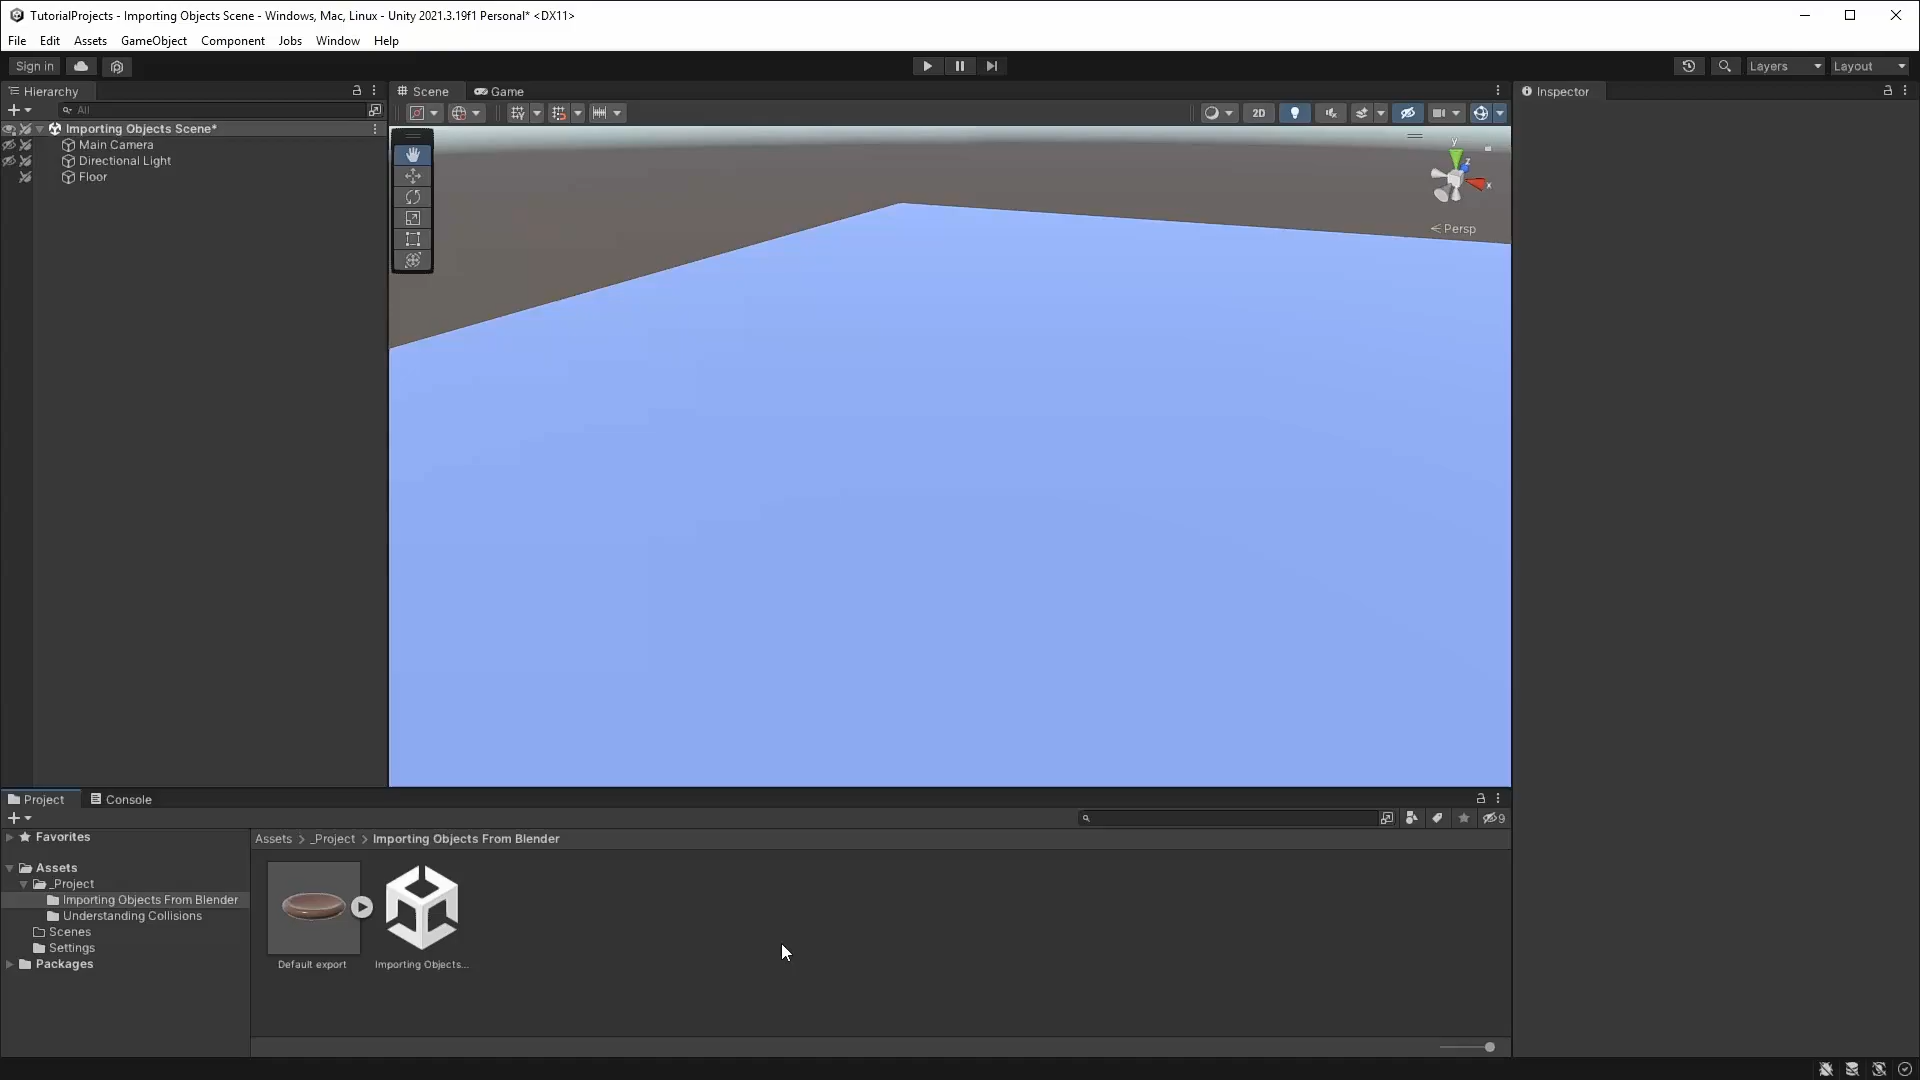 TutorialProjects - Importing Objects Scene - Windows, Mac, Linux - Unity 2021.3.19f1 Personal* <DX11>
File Edit Assets GameObject Component Jobs Window Help
Sign in
Layers Layout
Hierarchy
Scene Game
Inspector
All
2D
Importing Objects Scene*
Main Camera
Directional Light
Floor
y
z
x
< Persp
Project Console
9
Favorites
Assets > _Project > Importing Objects From Blender
Assets
_Project
Importing Objects From Blender
Understanding Collisions
Scenes
Settings
Packages
Default export
Importing Objects...